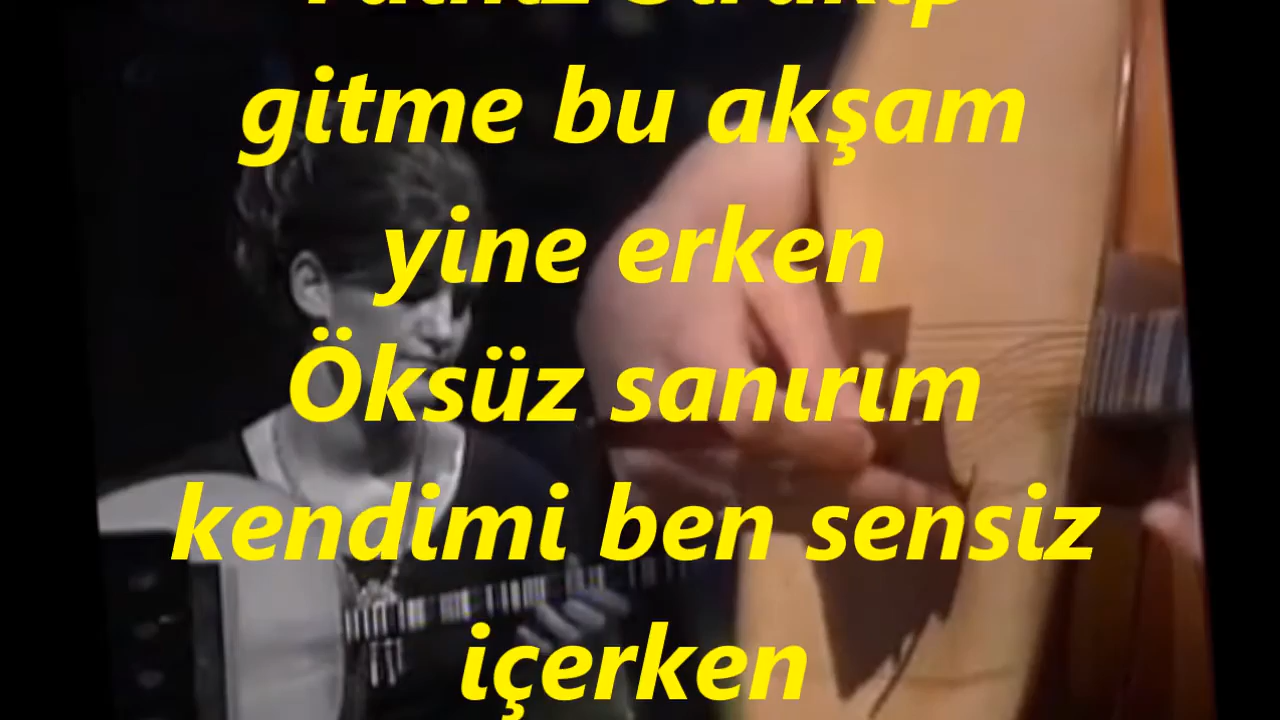 gitme bu akşam
yine erken
Öksüz sanırım
kendimi ben sensiz
içerken